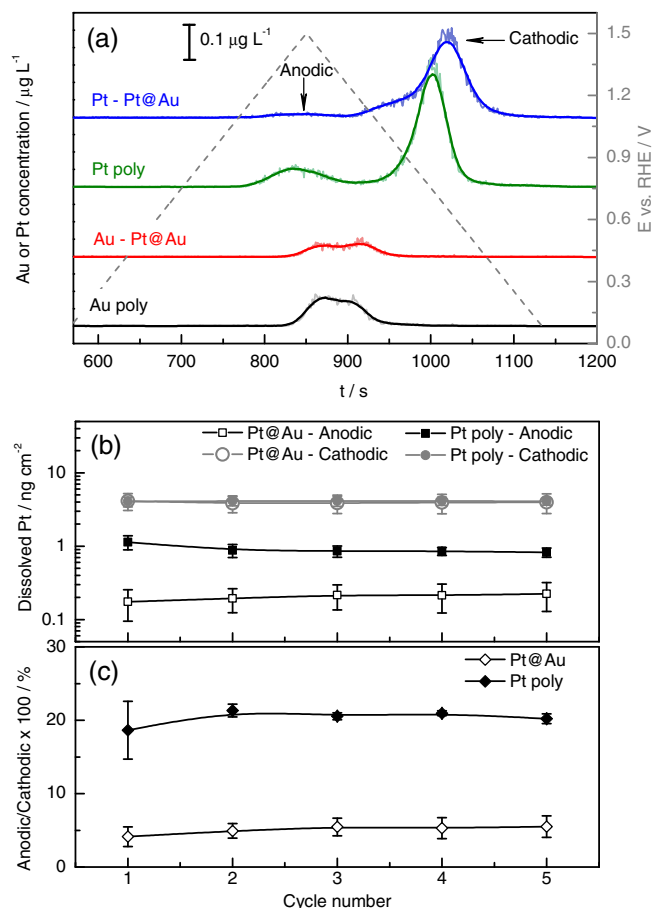 (a)
0.1 µg L⁻¹
Cathodic
Anodic
Pt - Pt@Au
Pt poly
Au - Pt@Au
Au poly
Au or Pt concentration / µg L⁻¹
1.5
1.2
0.9
0.6
0.3
0.0
E vs. RHE / V
600 700 800 900 1000 1100 1200
t / s
Pt@Au - Anodic Pt poly - Anodic
Pt@Au - Cathodic Pt poly - Cathodic
(b)
100
10
1
0.1
Dissolved Pt / ng cm⁻²
(c)
Pt@Au
Pt poly
30
20
10
0
Anodic/Cathodic x 100 / %
1 2 3 4 5
Cycle number